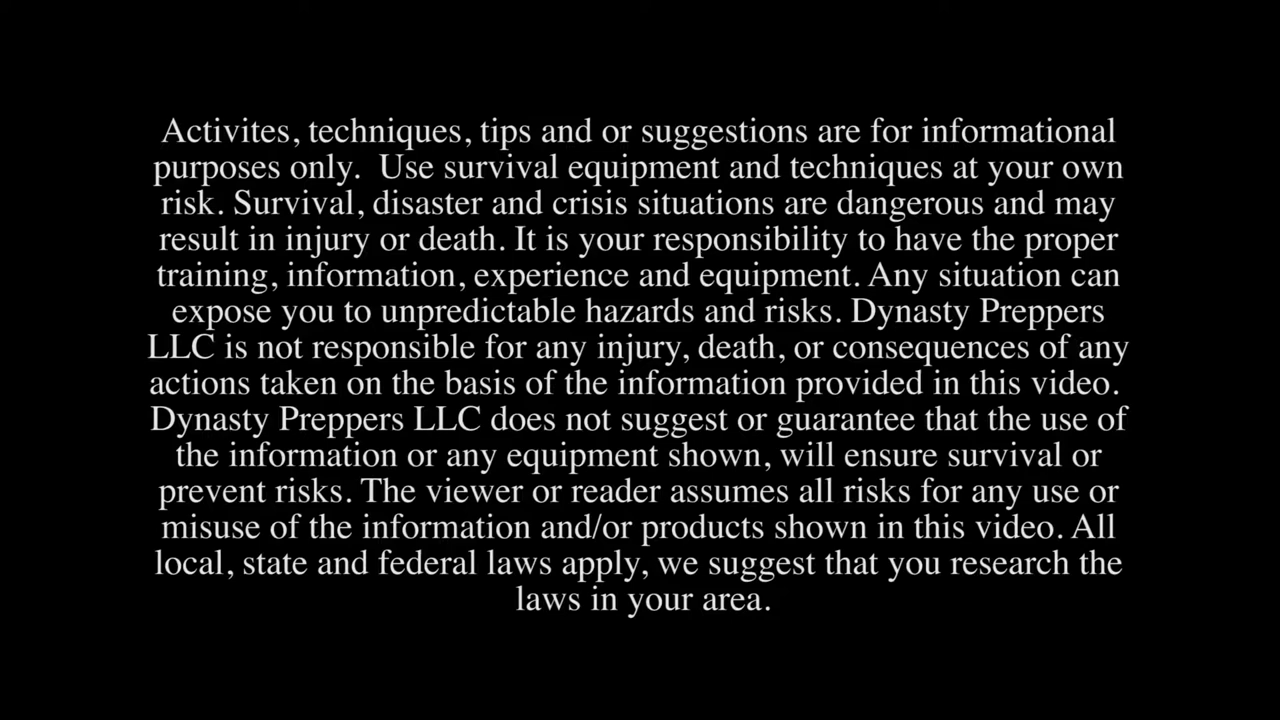 Activites, techniques, tips and or suggestions are for informational
purposes only.  Use survival equipment and techniques at your own
risk. Survival, disaster and crisis situations are dangerous and may
result in injury or death. It is your responsibility to have the proper
training, information, experience and equipment. Any situation can
expose you to unpredictable hazards and risks. Dynasty Preppers
LLC is not responsible for any injury, death, or consequences of any
actions taken on the basis of the information provided in this video.
Dynasty Preppers LLC does not suggest or guarantee that the use of
the information or any equipment shown, will ensure survival or
prevent risks. The viewer or reader assumes all risks for any use or
misuse of the information and/or products shown in this video. All
local, state and federal laws apply, we suggest that you research the
laws in your area.